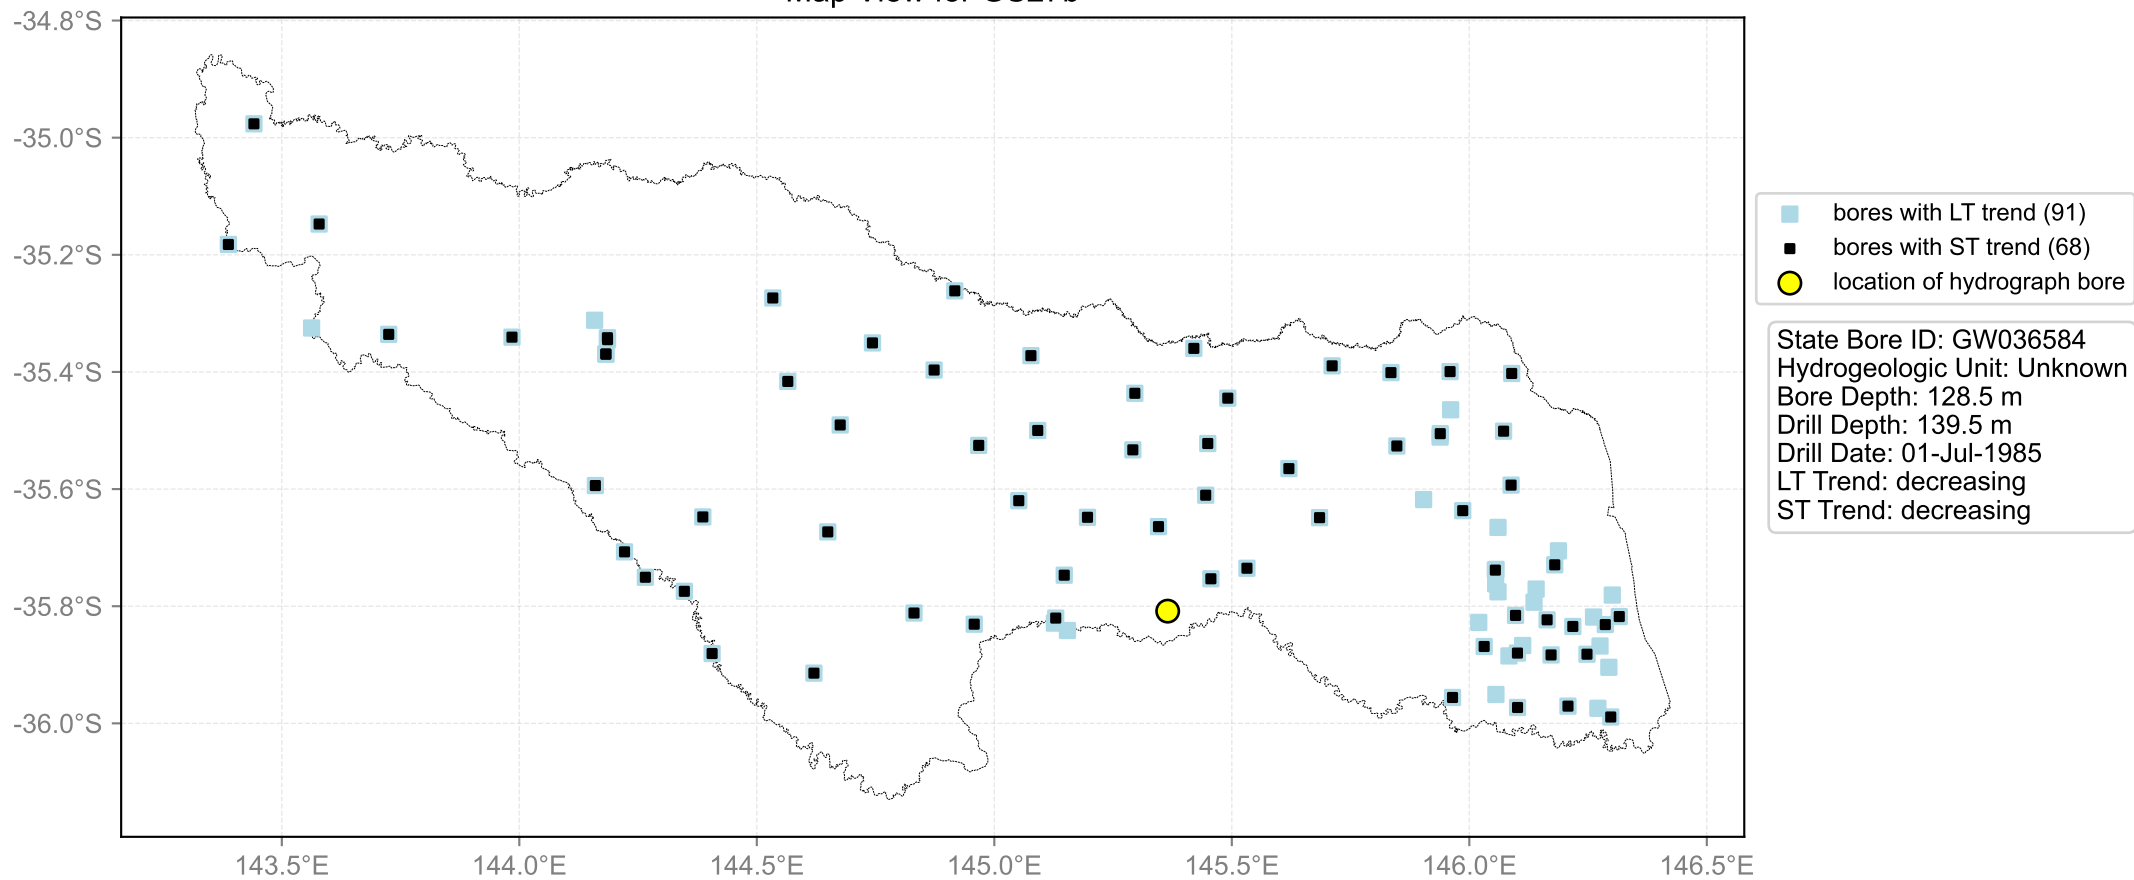 -34.8°S
-35.0°S
-35.2°S
-35.4°S
-35.6°S
-35.8°S
-36.0°S
143.5°E
144.0°E
144.5°E
145.0°E
145.5°E
146.0°E
146.5°E
bores with LT trend (91)
bores with ST trend (68)
location of hydrograph bore
State Bore ID: GW036584
Hydrogeologic Unit: Unknown
Bore Depth: 128.5 m
Drill Depth: 139.5 m
Drill Date: 01-Jul-1985
LT Trend: decreasing
ST Trend: decreasing